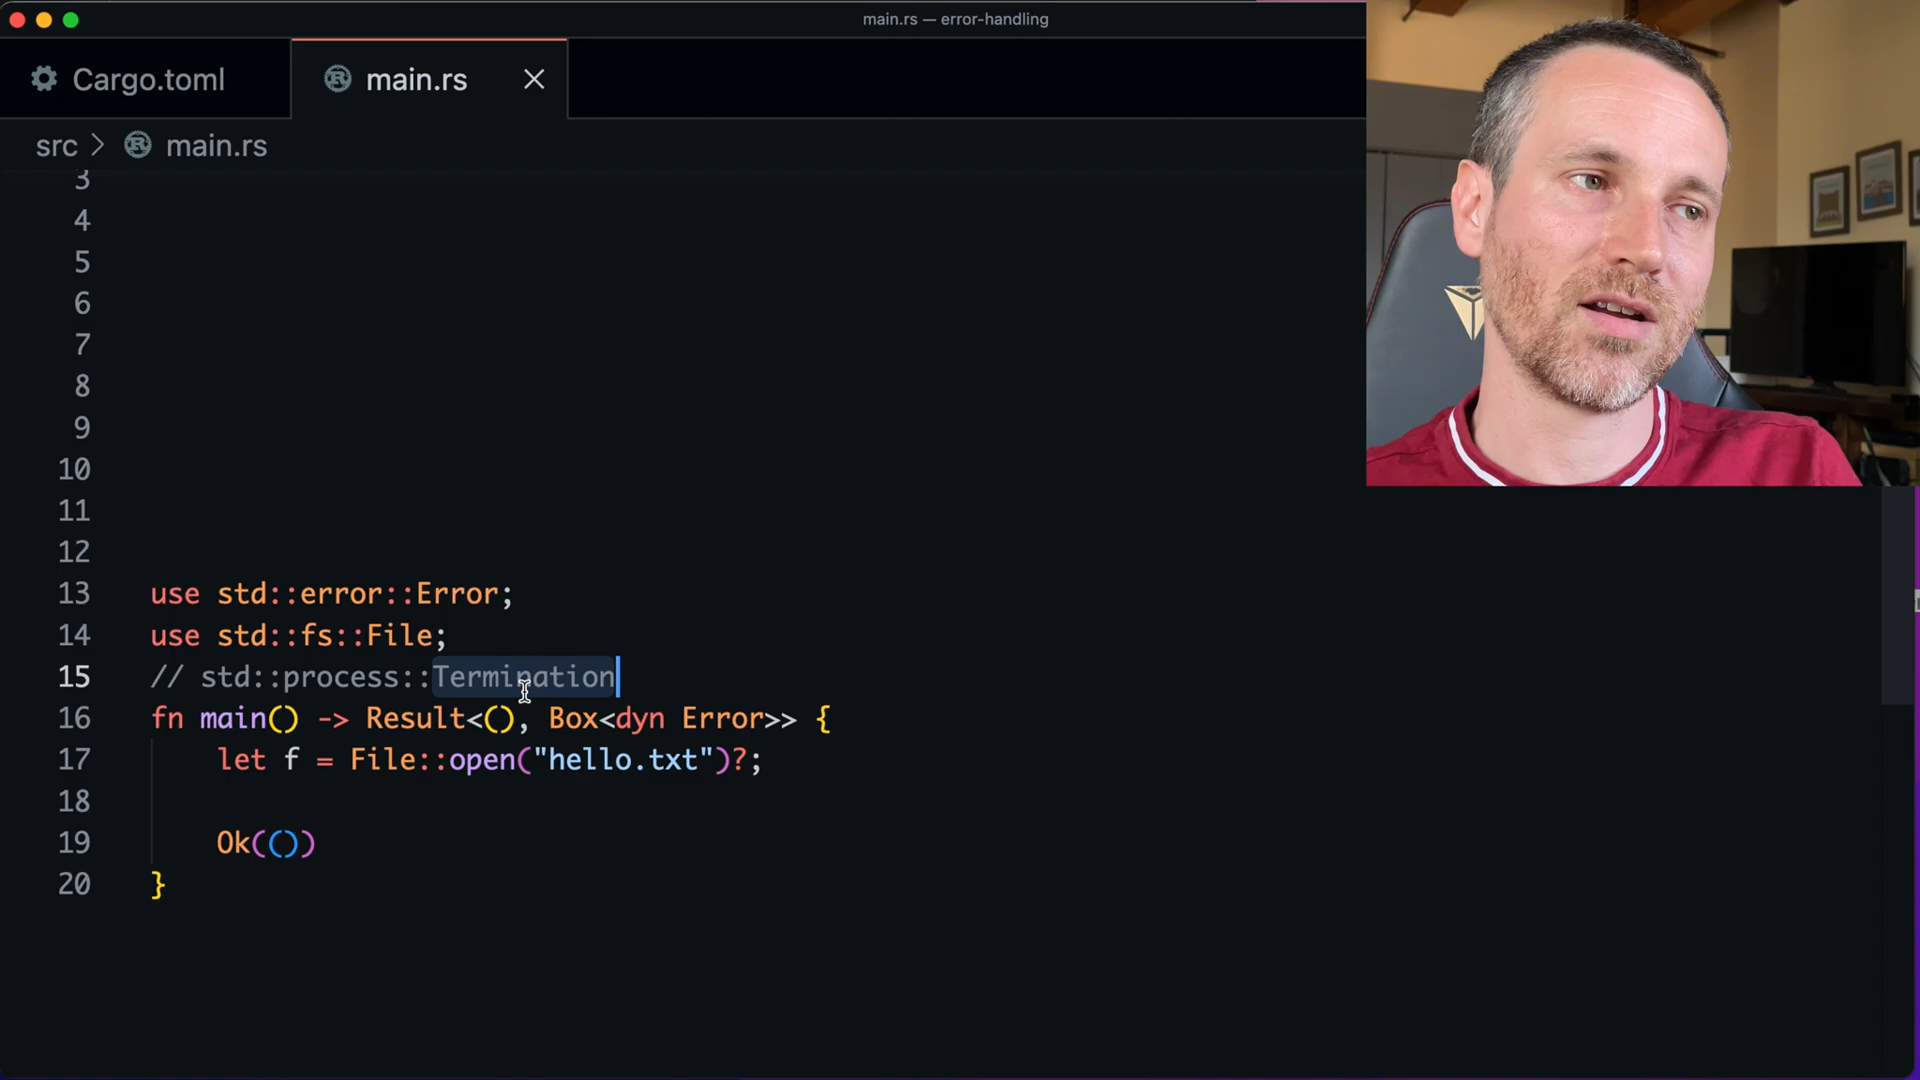 main.rs — error-handling
Cargo.toml
main.rs
src > main.rs
3
4
5
6
7
8
9
10
11
12
13 use std::error::Error;
14 use std::fs::File;
15 // std::process::Termination
16 fn main() -> Result<(), Box<dyn Error>> {
17     let f = File::open("hello.txt")?;
18
19     Ok(())
20 }